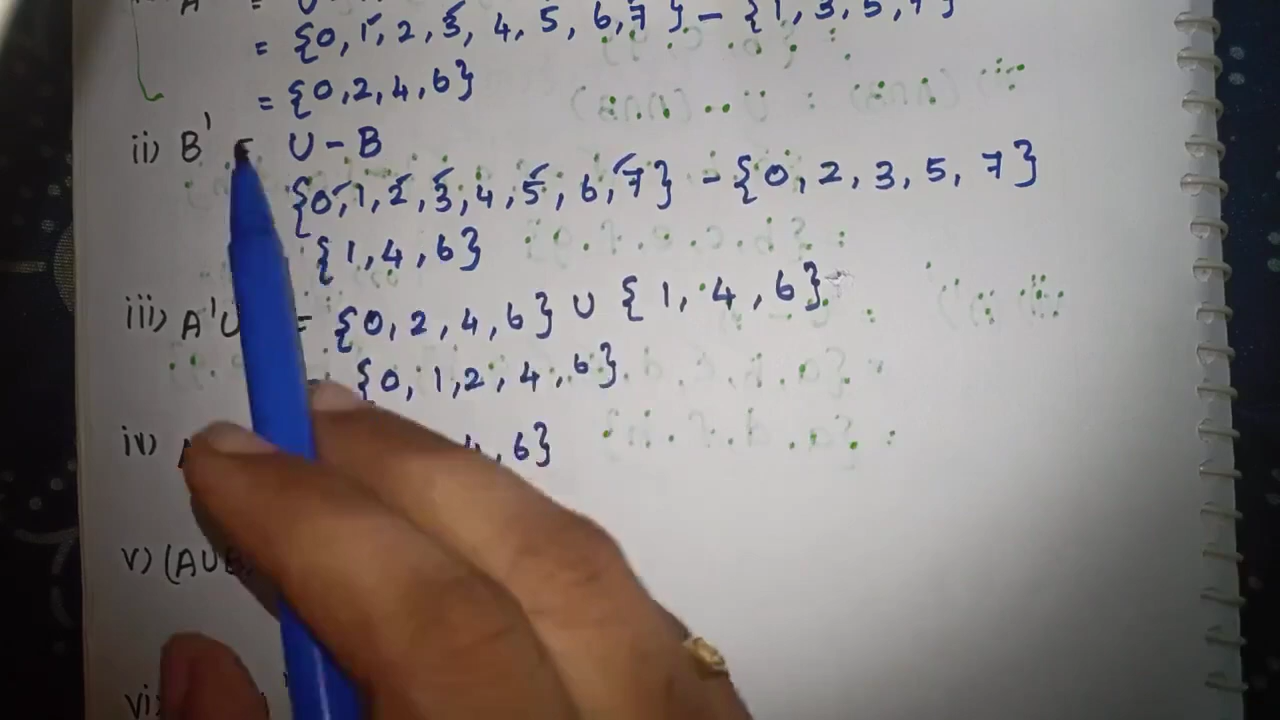 = {0, 1, 2, 3, 4, 5, 6, 7} - {1, 3, 5, 7}
= {0, 2, 4, 6}
ii) B' = U - B
{0, 1, 2, 3, 4, 5, 6, 7} - {0, 2, 3, 5, 7}
{1, 4, 6}
iii) A'U = {0, 2, 4, 6} U {1, 4, 6}
= {0, 1, 2, 4, 6}
iv) 4, 6}
v) (AUB
vi)